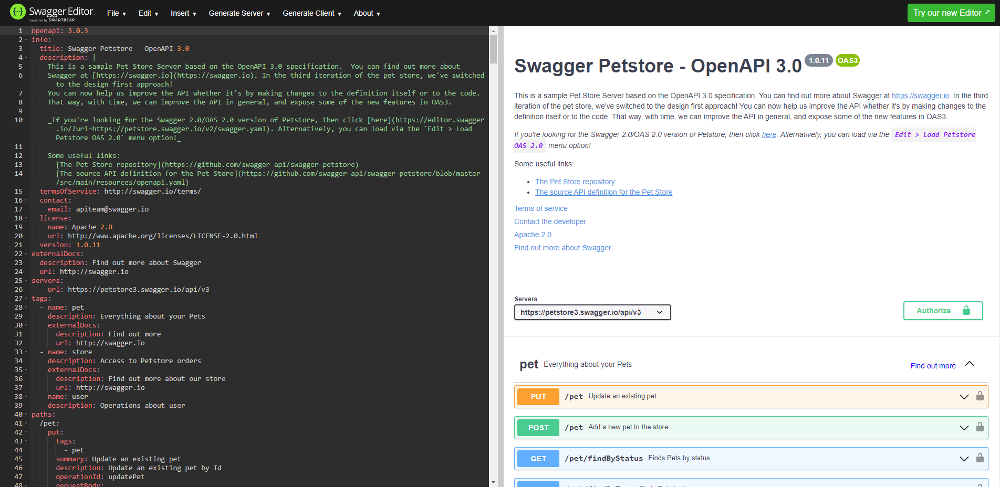 Swagger Editor.
Supported by SMARTBEAR
File ▾ Edit ▾ Insert ▾ Generate Server ▾ Generate Client ▾ About ▾
Try our new Editor ↗
1 openapi: 3.0.3
2 info:
3 title: Swagger Petstore - OpenAPI 3.0
4 description: |-
5 This is a sample Pet Store Server based on the OpenAPI 3.0 specification.  You can find out more about
6 Swagger at [https://swagger.io](https://swagger.io). In the third iteration of the pet store, we've switched
to the design first approach!
7 You can now help us improve the API whether it's by making changes to the definition itself or to the code.
8 That way, with time, we can improve the API in general, and expose some of the new features in OAS3.
9
10 _If you're looking for the Swagger 2.0/OAS 2.0 version of Petstore, then click [here](https://editor.swagger
.io/?url=https://petstore.swagger.io/v2/swagger.yaml). Alternatively, you can load via the `Edit > Load
Petstore OAS 2.0` menu option!_
11
12 Some useful links:
13 - [The Pet Store repository](https://github.com/swagger-api/swagger-petstore)
14 - [The source API definition for the Pet Store](https://github.com/swagger-api/swagger-petstore/blob/master
/src/main/resources/openapi.yaml)
15 termsOfService: http://swagger.io/terms/
16 contact:
17 email: apiteam@swagger.io
18 license:
19 name: Apache 2.0
20 url: http://www.apache.org/licenses/LICENSE-2.0.html
21 version: 1.0.11
22 externalDocs:
23 description: Find out more about Swagger
24 url: http://swagger.io
25 servers:
26 - url: https://petstore3.swagger.io/api/v3
27 tags:
28 - name: pet
29 description: Everything about your Pets
30 externalDocs:
31 description: Find out more
32 url: http://swagger.io
33 - name: store
34 description: Access to Petstore orders
35 externalDocs:
36 description: Find out more about our store
37 url: http://swagger.io
38 - name: user
39 description: Operations about user
40 paths:
41 /pet:
42 put:
43 tags:
44 - pet
45 summary: Update an existing pet
46 description: Update an existing pet by Id
47 operationId: updatePet
48 requestBody:
Swagger Petstore - OpenAPI 3.0 1.0.11 OAS3
This is a sample Pet Store Server based on the OpenAPI 3.0 specification. You can find out more about Swagger at https://swagger.io. In the third
iteration of the pet store, we've switched to the design first approach! You can now help us improve the API whether it's by making changes to the
definition itself or to the code. That way, with time, we can improve the API in general, and expose some of the new features in OAS3.
If you're looking for the Swagger 2.0/OAS 2.0 version of Petstore, then click here. Alternatively, you can load via the Edit > Load Petstore
OAS 2.0 menu option!
Some useful links:
• The Pet Store repository
• The source API definition for the Pet Store
Terms of service
Contact the developer
Apache 2.0
Find out more about Swagger
Servers
https://petstore3.swagger.io/api/v3
Authorize
pet Everything about your Pets Find out more
PUT /pet Update an existing pet
POST /pet Add a new pet to the store
GET /pet/findByStatus Finds Pets by status